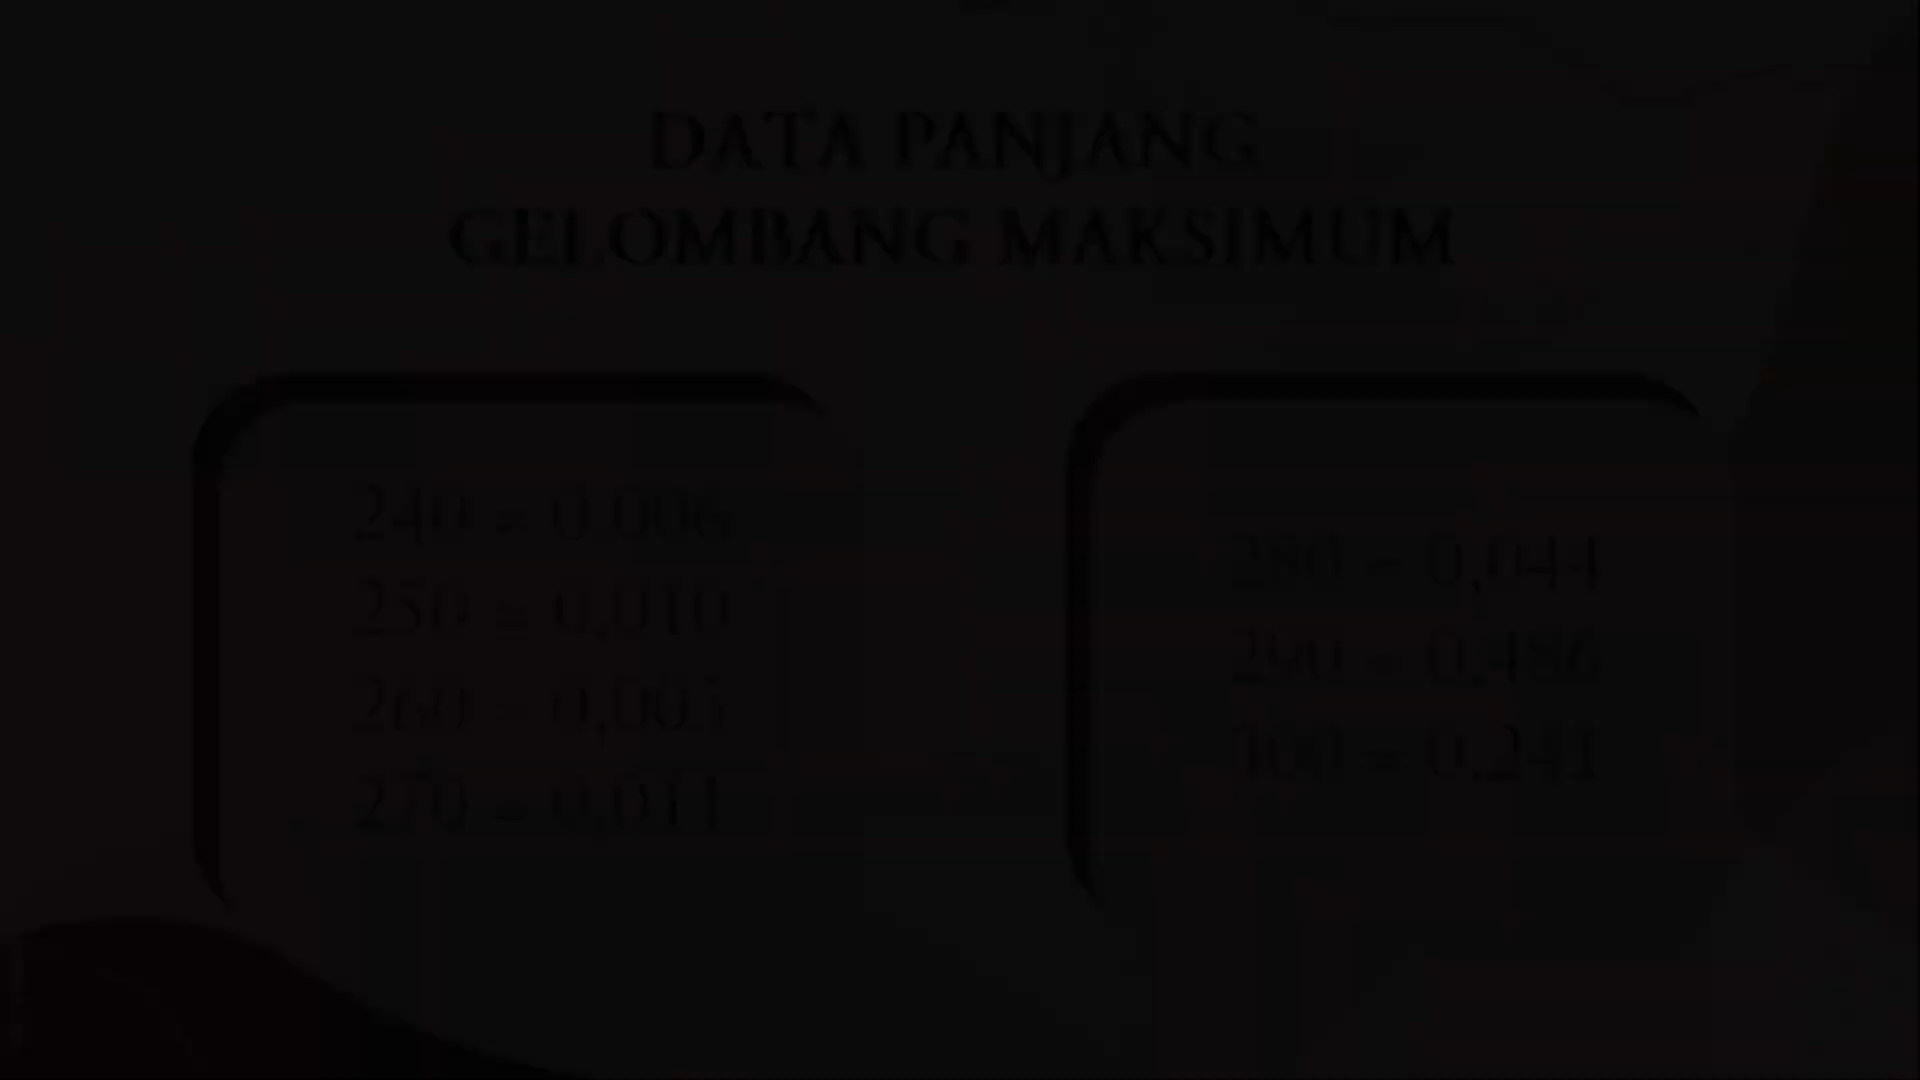 DATA PANJANG
GELOMBANG MAKSIMUM
240 = 0,006
250 = 0,010
260 = 0,005
270 = 0,011
280 = 0,044
290 = 0,486
300 = 0,241